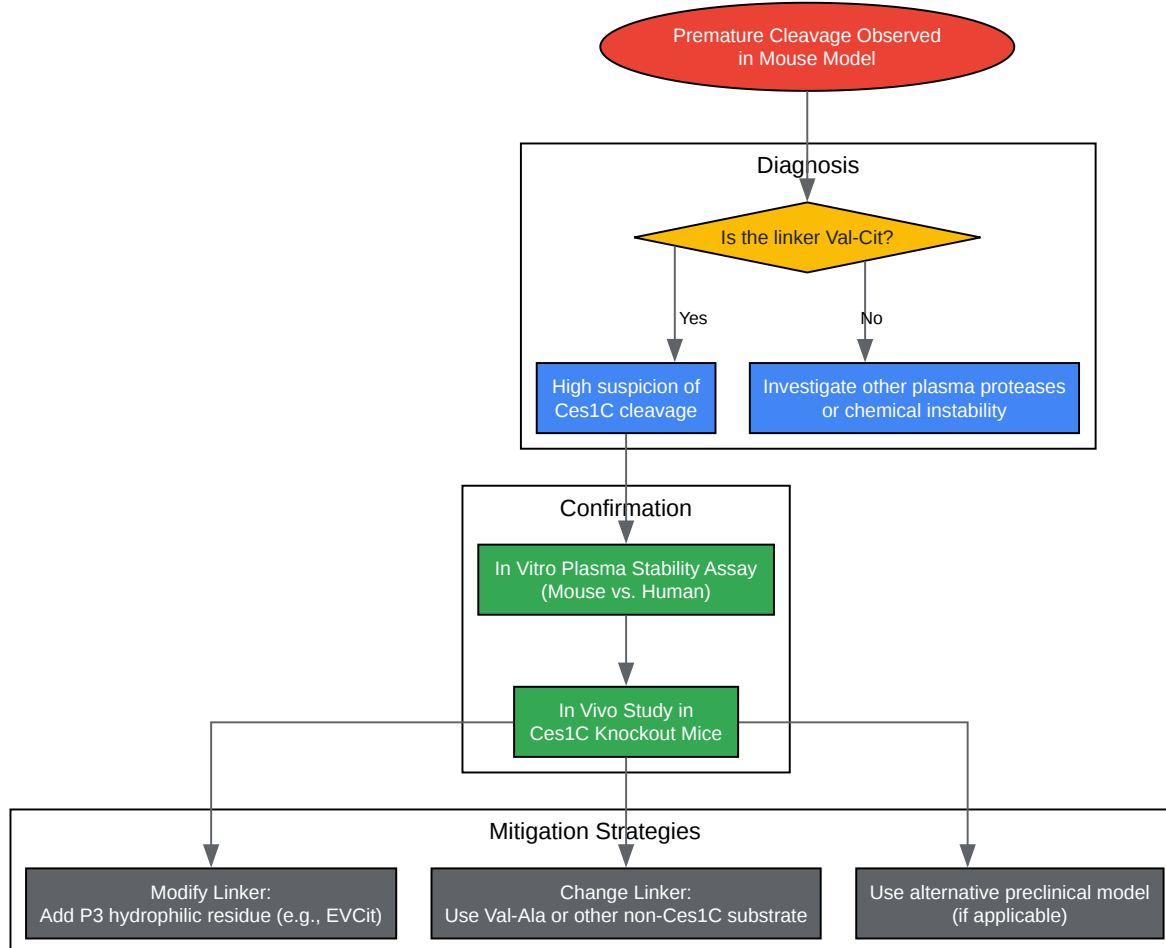 Premature Cleavage Observed
in Mouse Model
Diagnosis
Is the linker Val-Cit?
Yes
No
High suspicion of
Ces1C cleavage
Investigate other plasma proteases
or chemical instability
Confirmation
In Vitro Plasma Stability Assay
(Mouse vs. Human)
In Vivo Study in
Ces1C Knockout Mice
Mitigation Strategies
Modify Linker:
Add P3 hydrophilic residue (e.g., EVCit)
Change Linker:
Use Val-Ala or other non-Ces1C substrate
Use alternative preclinical model
(if applicable)